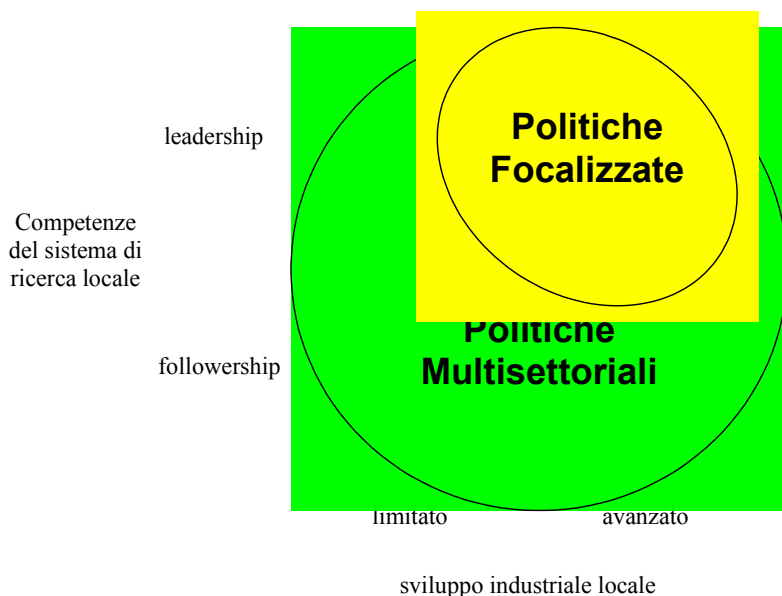 Politiche
Focalizzate
leadership
Competenze
del sistema di
ricerca locale
Politiche
Multisettoriali
followership
limitato
avanzato
sviluppo industriale locale